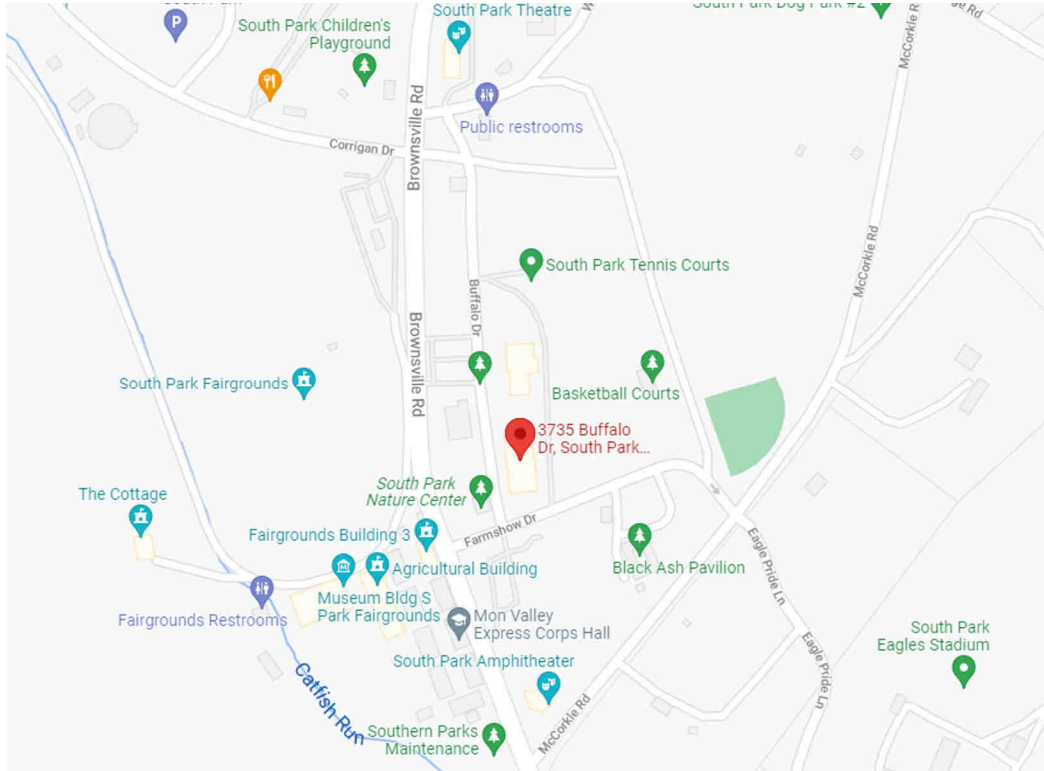 South Park
South Park Theatre
South Park Dog Park #2
South Park Children's
Playground
McCorkle Rd
Brownsville Rd
Public restrooms
Corrigan Dr
South Park Tennis Courts
McCorkle Rd
Buffalo Dr
Brownsville Rd
South Park Fairgrounds
Basketball Courts
3735 Buffalo
Dr, South Park...
South Park
Nature Center
The Cottage
Farmshow Dr
Fairgrounds Building 3
Agricultural Building
Black Ash Pavilion
Eagle Pride Ln
Museum Bldg S
Park Fairgrounds
Fairgrounds Restrooms
Mon Valley
Express Corps Hall
South Park
Eagles Stadium
Eagle Pride Ln
South Park Amphitheater
Catfish Run
McCorkle Rd
Southern Parks
Maintenance